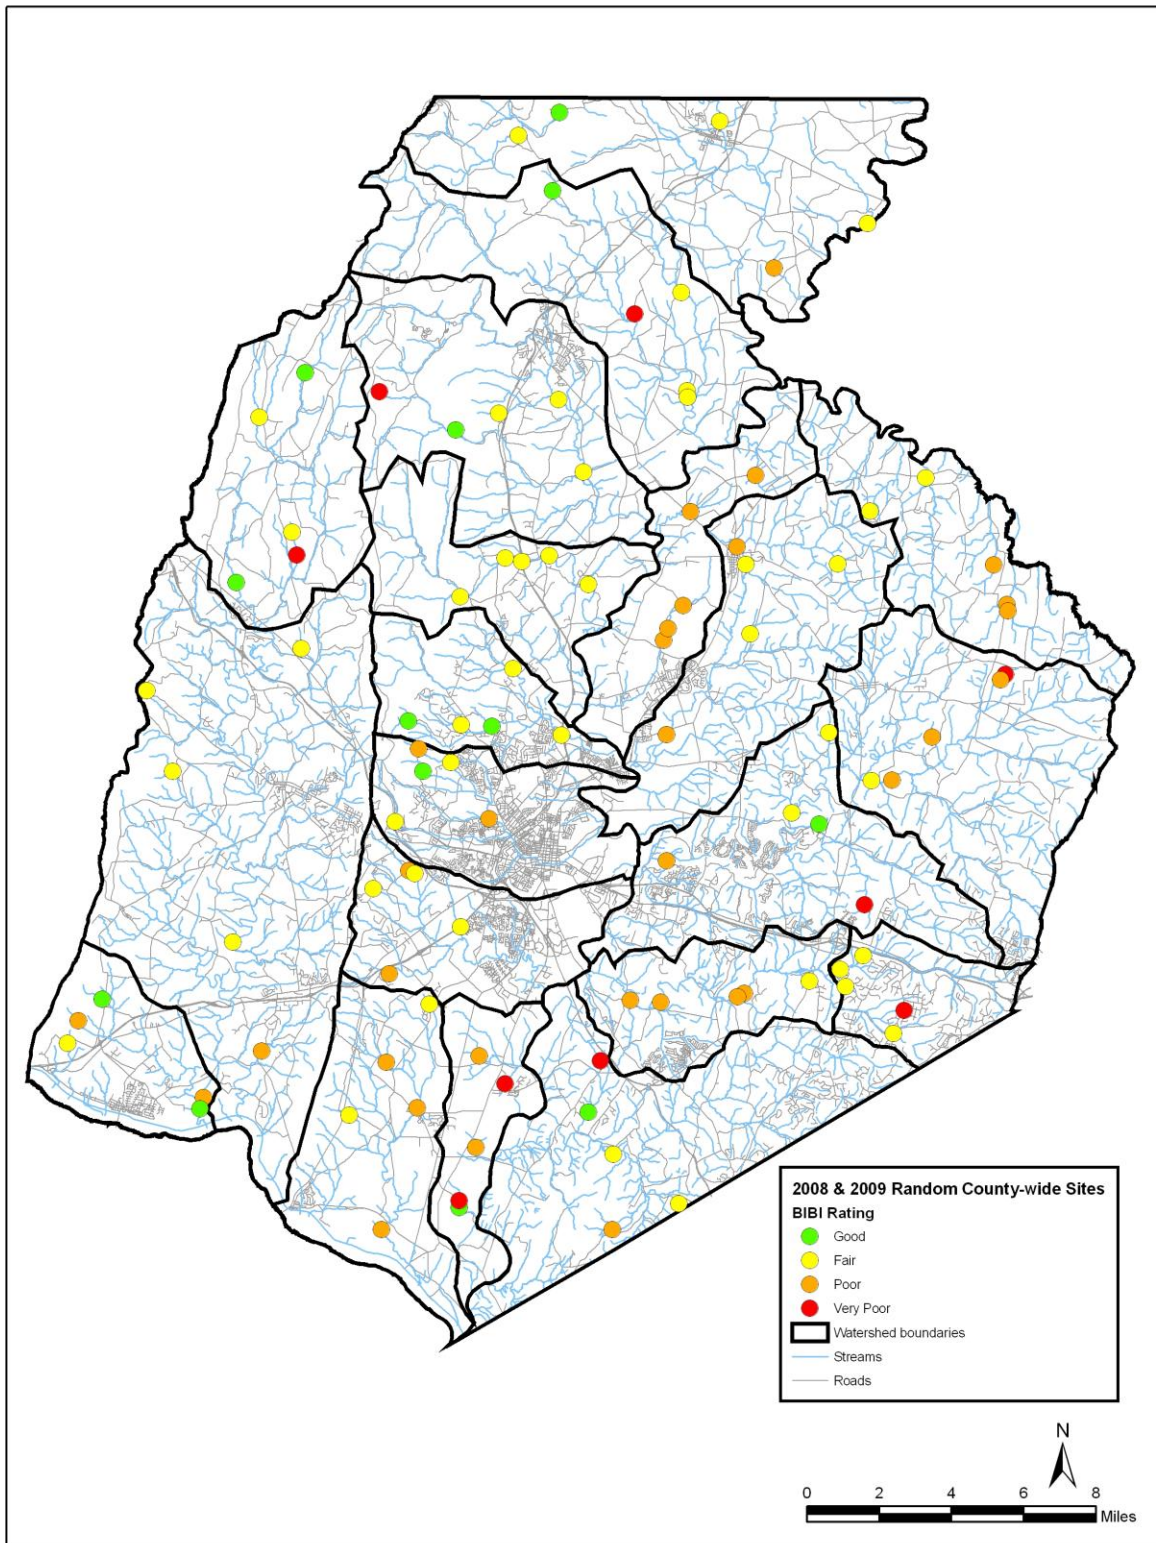 2008 & 2009 Random County-wide Sites
BIBI Rating
Good
Fair
Poor
Very Poor
Watershed boundaries
Streams
Roads
N
0 2 4 6 8
Miles